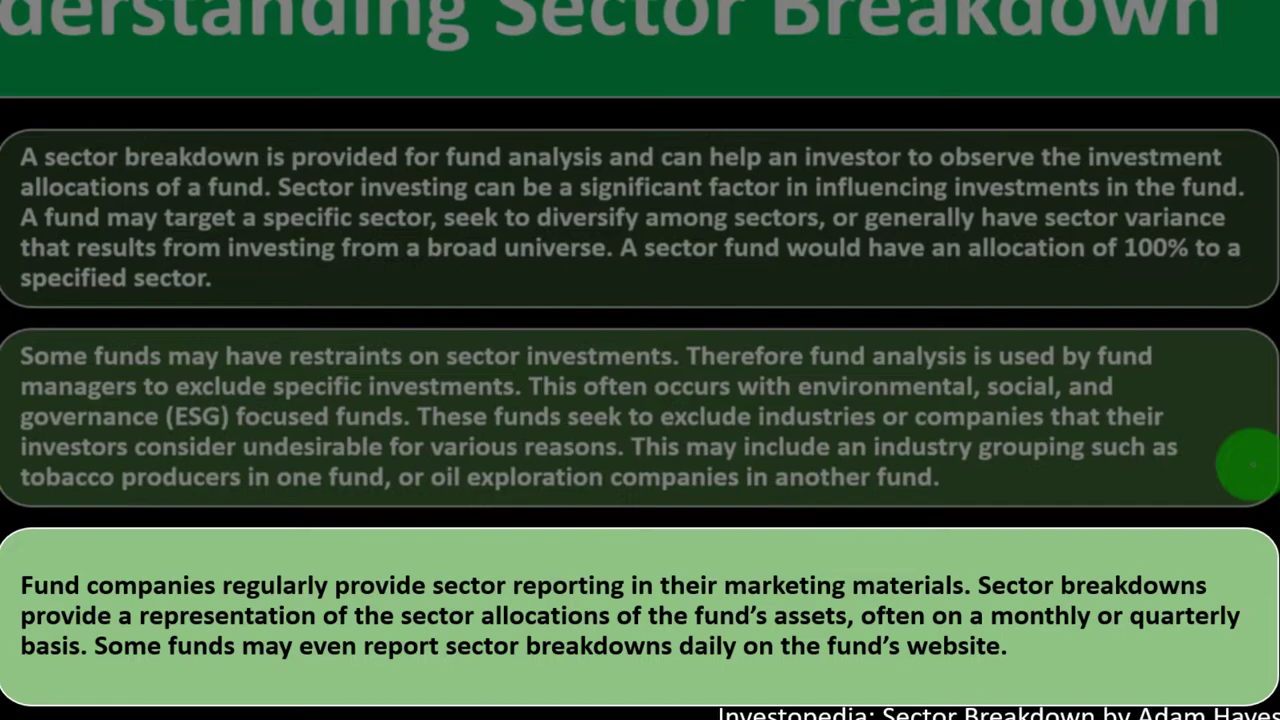 derstanding Sector Breakdown
A sector breakdown is provided for fund analysis and can help an investor to observe the investment
allocations of a fund. Sector investing can be a significant factor in influencing investments in the fund.
A fund may target a specific sector, seek to diversify among sectors, or generally have sector variance
that results from investing from a broad universe. A sector fund would have an allocation of 100% to a
specified sector.
Some funds may have restraints on sector investments. Therefore fund analysis is used by fund
managers to exclude specific investments. This often occurs with environmental, social, and
governance (ESG) focused funds. These funds seek to exclude industries or companies that their
investors consider undesirable for various reasons. This may include an industry grouping such as
tobacco producers in one fund, or oil exploration companies in another fund.
Fund companies regularly provide sector reporting in their marketing materials. Sector breakdowns
provide a representation of the sector allocations of the fund’s assets, often on a monthly or quarterly
basis. Some funds may even report sector breakdowns daily on the fund’s website.
Investopedia: Sector Breakdown by Adam Hayes